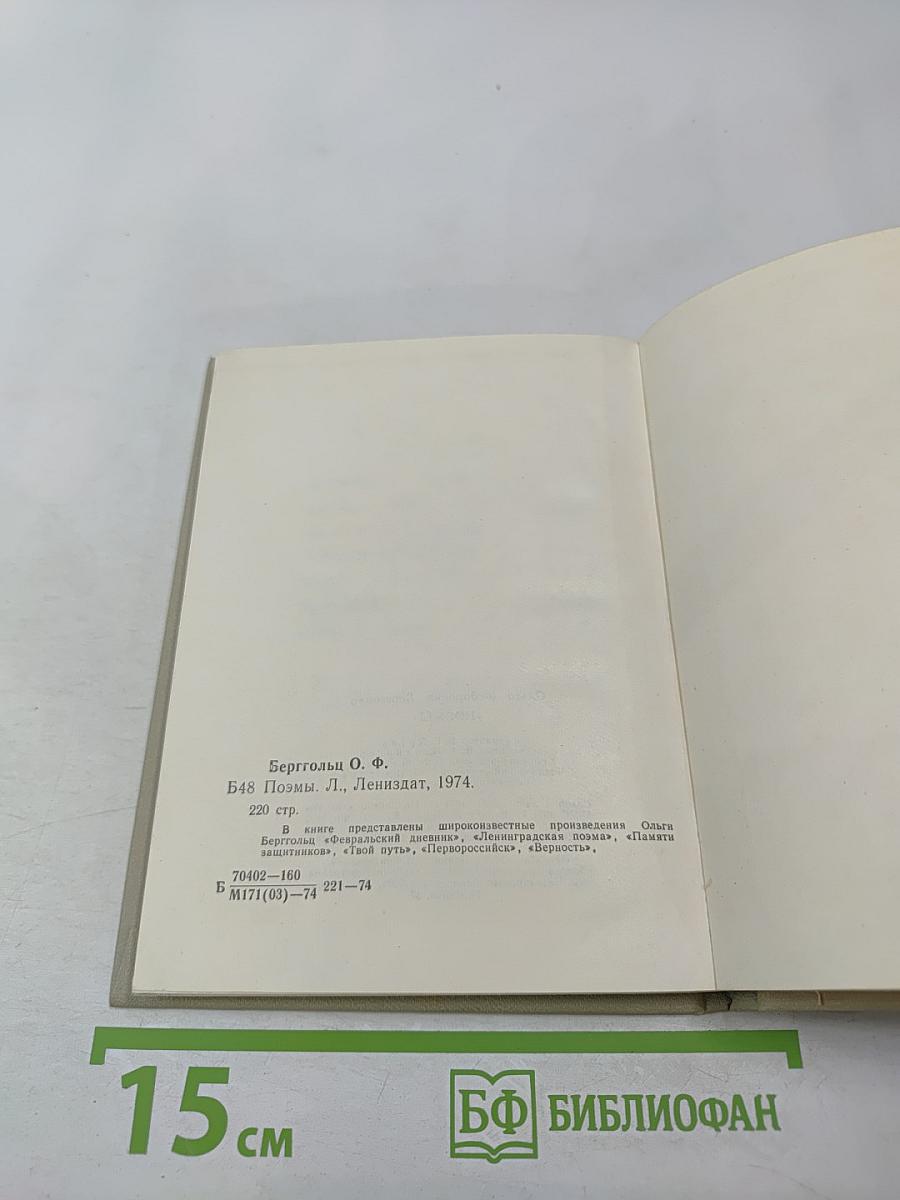 Берггольц О. Ф.
Б48 Поэмы. Л., Лениздат, 1974.
220 стр.
В книге представлены широкоизвестные произведения Ольги
Берггольц «Февральский дневник», «Ленинградская поэма», «Памяти
защитников», «Твой путь», «Первороссийск», «Верность».
Б 70402—160
М171(03)—74 221—74
15 см
БФ БИБЛИОФАН